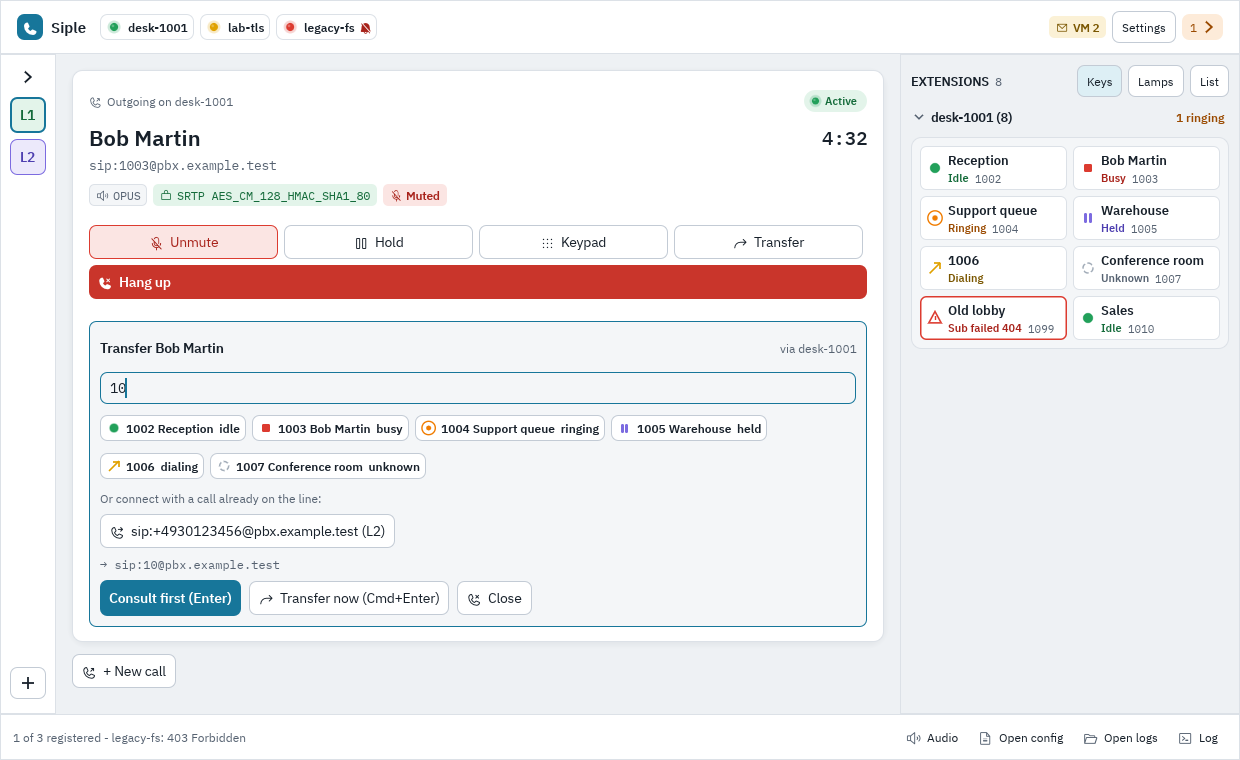 Siple desk-1001 lab-tls legacy-fs VM 2 Settings 1
L1
L2
Outgoing on desk-1001 Active
Bob Martin 4:32
sip:1003@pbx.example.test
OPUS SRTP AES_CM_128_HMAC_SHA1_80 Muted
Unmute Hold Keypad Transfer
Hang up
Transfer Bob Martin via desk-1001
10
1002 Reception idle 1003 Bob Martin busy 1004 Support queue ringing 1005 Warehouse held
1006 dialing 1007 Conference room unknown
Or connect with a call already on the line:
sip:+4930123456@pbx.example.test (L2)
→ sip:10@pbx.example.test
Consult first (Enter) Transfer now (Cmd+Enter) Close
+ New call
+
EXTENSIONS 8 Keys Lamps List
desk-1001 (8) 1 ringing
Reception Bob Martin
Idle 1002 Busy 1003
Support queue Warehouse
Ringing 1004 Held 1005
1006 Conference room
Dialing Unknown 1007
Old lobby Sales
Sub failed 404 1099 Idle 1010
1 of 3 registered - legacy-fs: 403 Forbidden Audio Open config Open logs Log